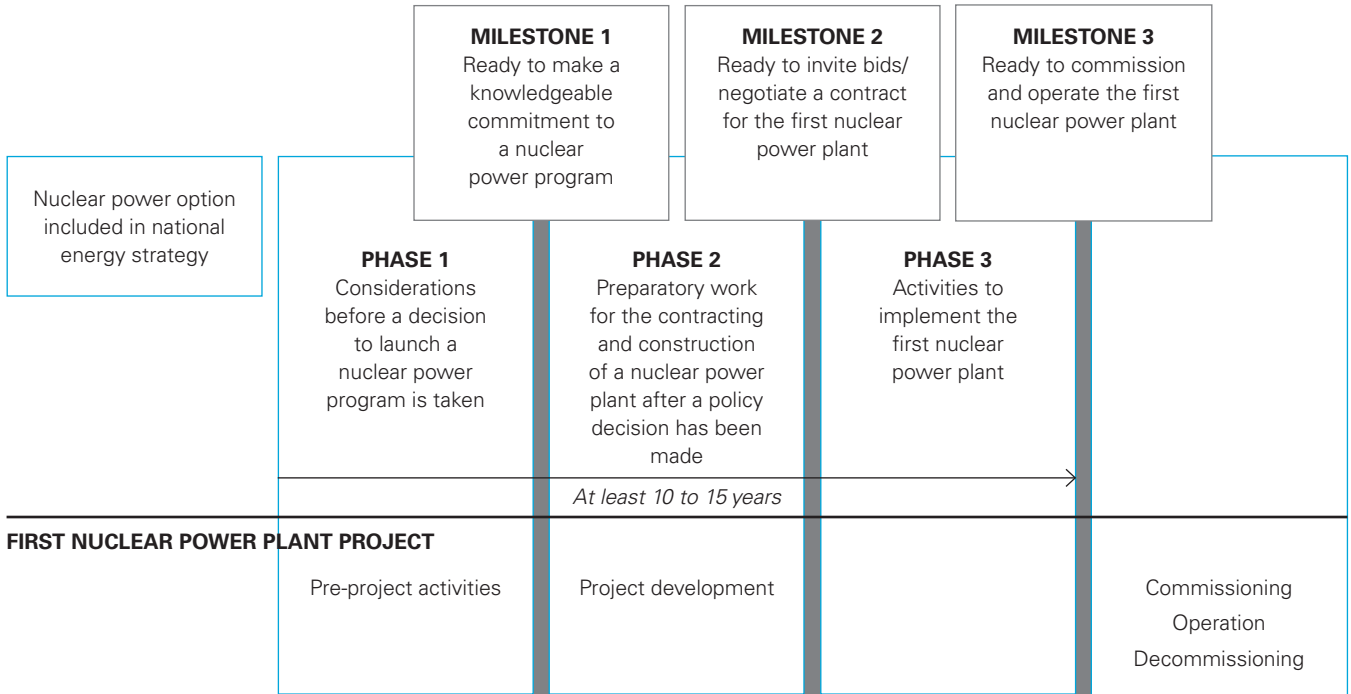 MILESTONE 1
Ready to make a
knowledgeable
commitment to
a nuclear
power program
MILESTONE 2
Ready to invite bids/
negotiate a contract
for the first nuclear
power plant
MILESTONE 3
Ready to commission
and operate the first
nuclear power plant
Nuclear power option
included in national
energy strategy
PHASE 1
Considerations
before a decision
to launch a
nuclear power
program is taken
PHASE 2
Preparatory work
for the contracting
and construction
of a nuclear power
plant after a policy
decision has been
made
PHASE 3
Activities to
implement the
first nuclear
power plant
At least 10 to 15 years
FIRST NUCLEAR POWER PLANT PROJECT
Pre-project activities
Project development
Commissioning
Operation
Decommissioning